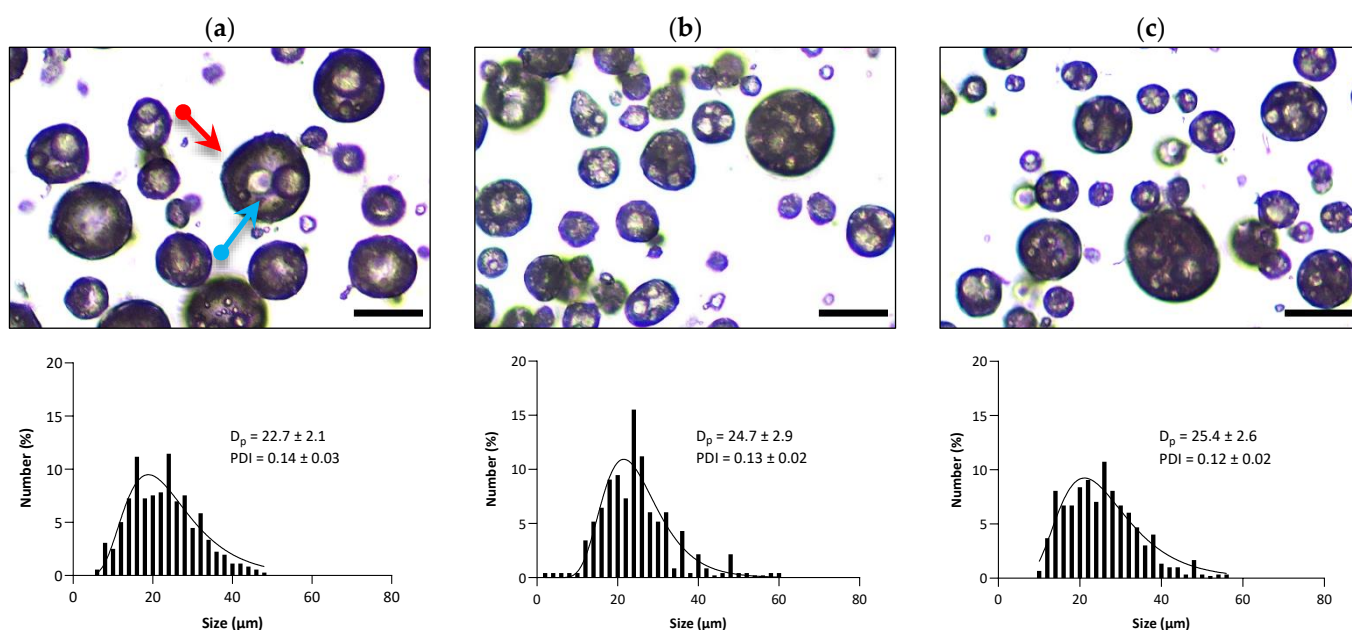 (a)
(b)
(c)
20
15
10
5
0
Number (%)
D_p = 22.7 ± 2.1
PDI = 0.14 ± 0.03
0 20 40 60 80
Size (µm)
20
15
10
5
0
Number (%)
D_p = 24.7 ± 2.9
PDI = 0.13 ± 0.02
0 20 40 60 80
Size (µm)
20
15
10
5
0
Number (%)
D_p = 25.4 ± 2.6
PDI = 0.12 ± 0.02
0 20 40 60 80
Size (µm)